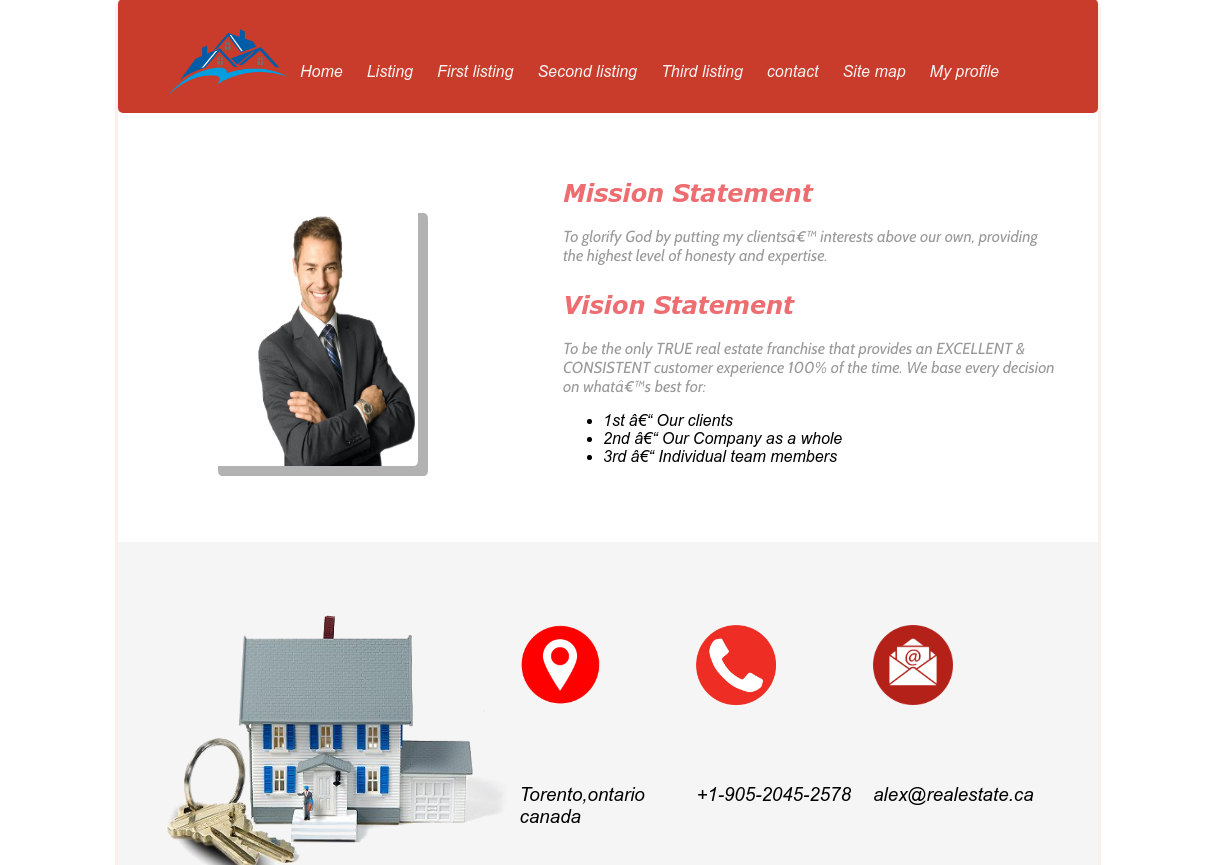 Home Listing First listing Second listing Third listing contact Site map My profile
Mission Statement
To glorify God by putting my clientsâ€™ interests above our own, providing
the highest level of honesty and expertise.
Vision Statement
To be the only TRUE real estate franchise that provides an EXCELLENT &
CONSISTENT customer experience 100% of the time. We base every decision
on whatâ€™s best for:
• 1st â€“ Our clients
• 2nd â€“ Our Company as a whole
• 3rd â€“ Individual team members
@
Torento,ontario
canada
+1-905-2045-2578
alex@realestate.ca